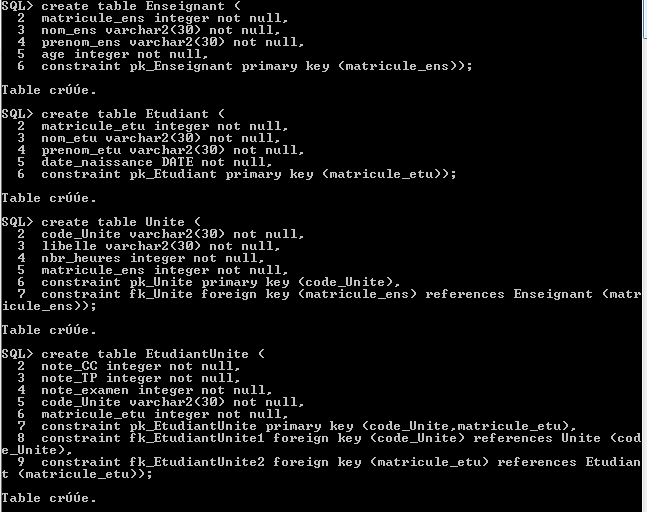 SQL> create table Enseignant (
  2  matricule_ens integer not null,
  3  nom_ens varchar2(30) not null,
  4  prenom_ens varchar2(30) not null,
  5  age integer not null,
  6  constraint pk_Enseignant primary key (matricule_ens));
Table crÚÚe.
SQL> create table Etudiant (
  2  matricule_etu integer not null,
  3  nom_etu varchar2(30) not null,
  4  prenom_etu varchar2(30) not null,
  5  date_naissance DATE not null,
  6  constraint pk_Etudiant primary key (matricule_etu));
Table crÚÚe.
SQL> create table Unite (
  2  code_Unite varchar2(30) not null,
  3  libelle varchar2(30) not null,
  4  nbr_heures integer not null,
  5  matricule_ens integer not null,
  6  constraint pk_Unite primary key (code_Unite),
  7  constraint fk_Unite foreign key (matricule_ens) references Enseignant (matr
icule_ens));
Table crÚÚe.
SQL> create table EtudiantUnite (
  2  note_CC integer not null,
  3  note_TP integer not null,
  4  note_examen integer not null,
  5  code_Unite varchar2(30) not null,
  6  matricule_etu integer not null,
  7  constraint pk_EtudiantUnite primary key (code_Unite,matricule_etu),
  8  constraint fk_EtudiantUnite1 foreign key (code_Unite) references Unite (cod
e_Unite),
  9  constraint fk_EtudiantUnite2 foreign key (matricule_etu) references Etudian
t (matricule_etu));
Table crÚÚe.